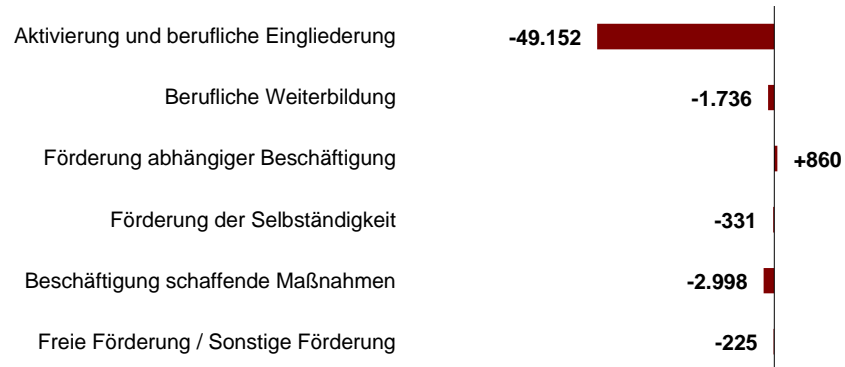 Aktivierung und berufliche Eingliederung -49.152
Berufliche Weiterbildung -1.736
Förderung abhängiger Beschäftigung +860
Förderung der Selbständigkeit -331
Beschäftigung schaffende Maßnahmen -2.998
Freie Förderung / Sonstige Förderung -225